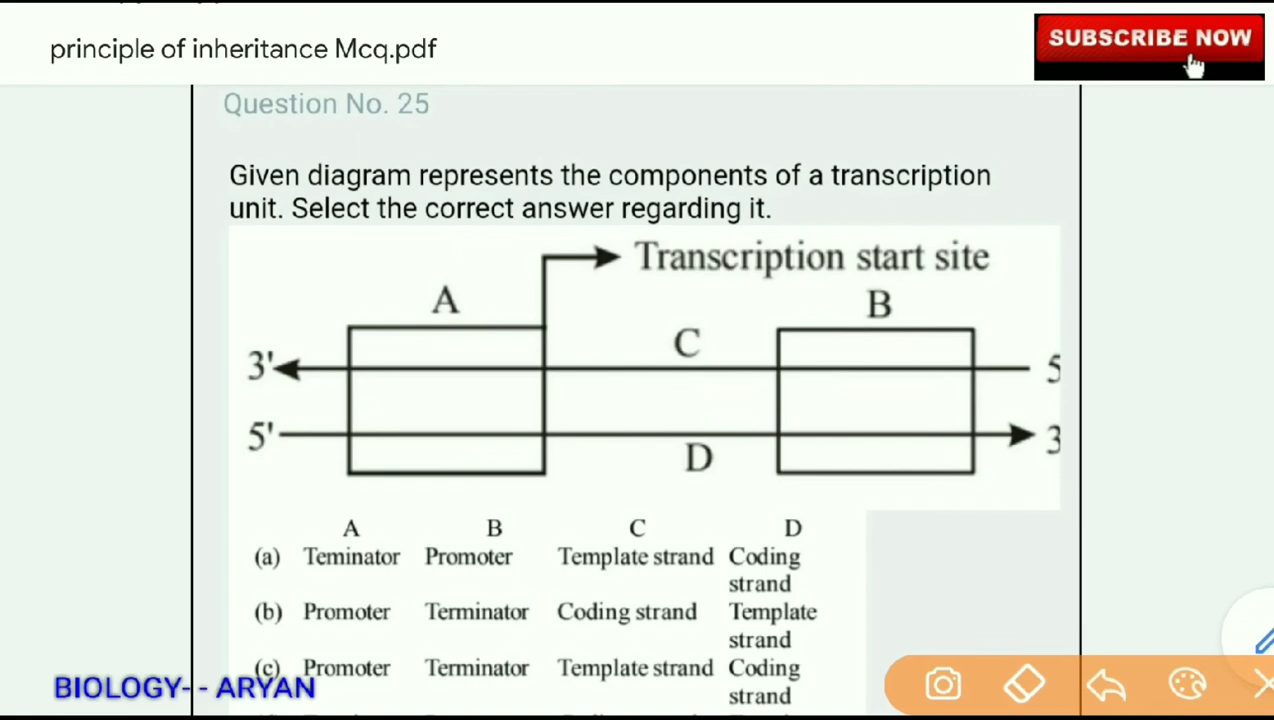 principle of inheritance Mcq.pdf
SUBSCRIBE NOW
Question No. 25
Given diagram represents the components of a transcription
unit. Select the correct answer regarding it.
Transcription start site
A
B
C
3'
5
5'
3
D
A B C D
(a) Teminator Promoter Template strand Coding
strand
(b) Promoter Terminator Coding strand Template
strand
(c) Promoter Terminator Template strand Coding
strand
BIOLOGY- - ARYAN